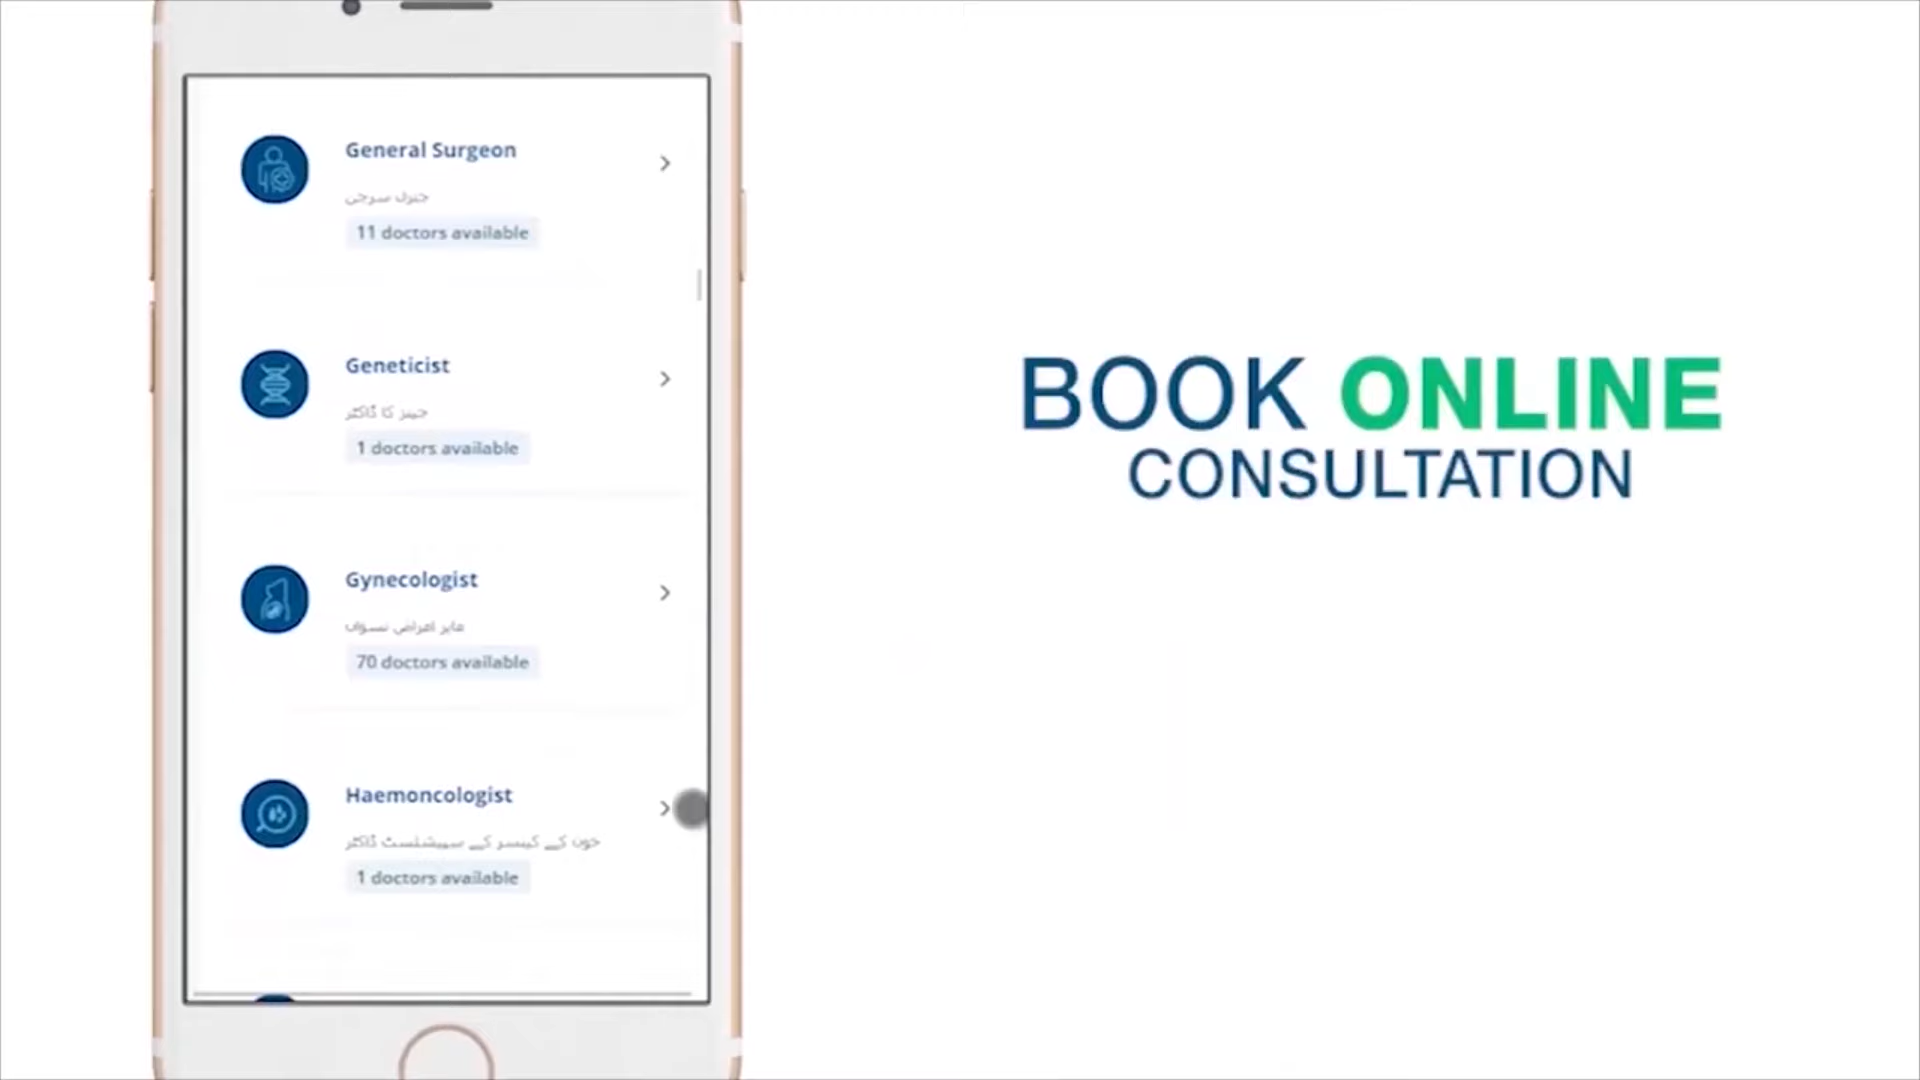 General Surgeon
جنرل سرجن
11 doctors available
Geneticist
جینز کا ڈاکٹر
1 doctors available
Gynecologist
ماہر امراض نسواں
70 doctors available
Haemoncologist
خون کے کینسر کے سپیشلسٹ ڈاکٹر
1 doctors available
BOOK ONLINE
CONSULTATION